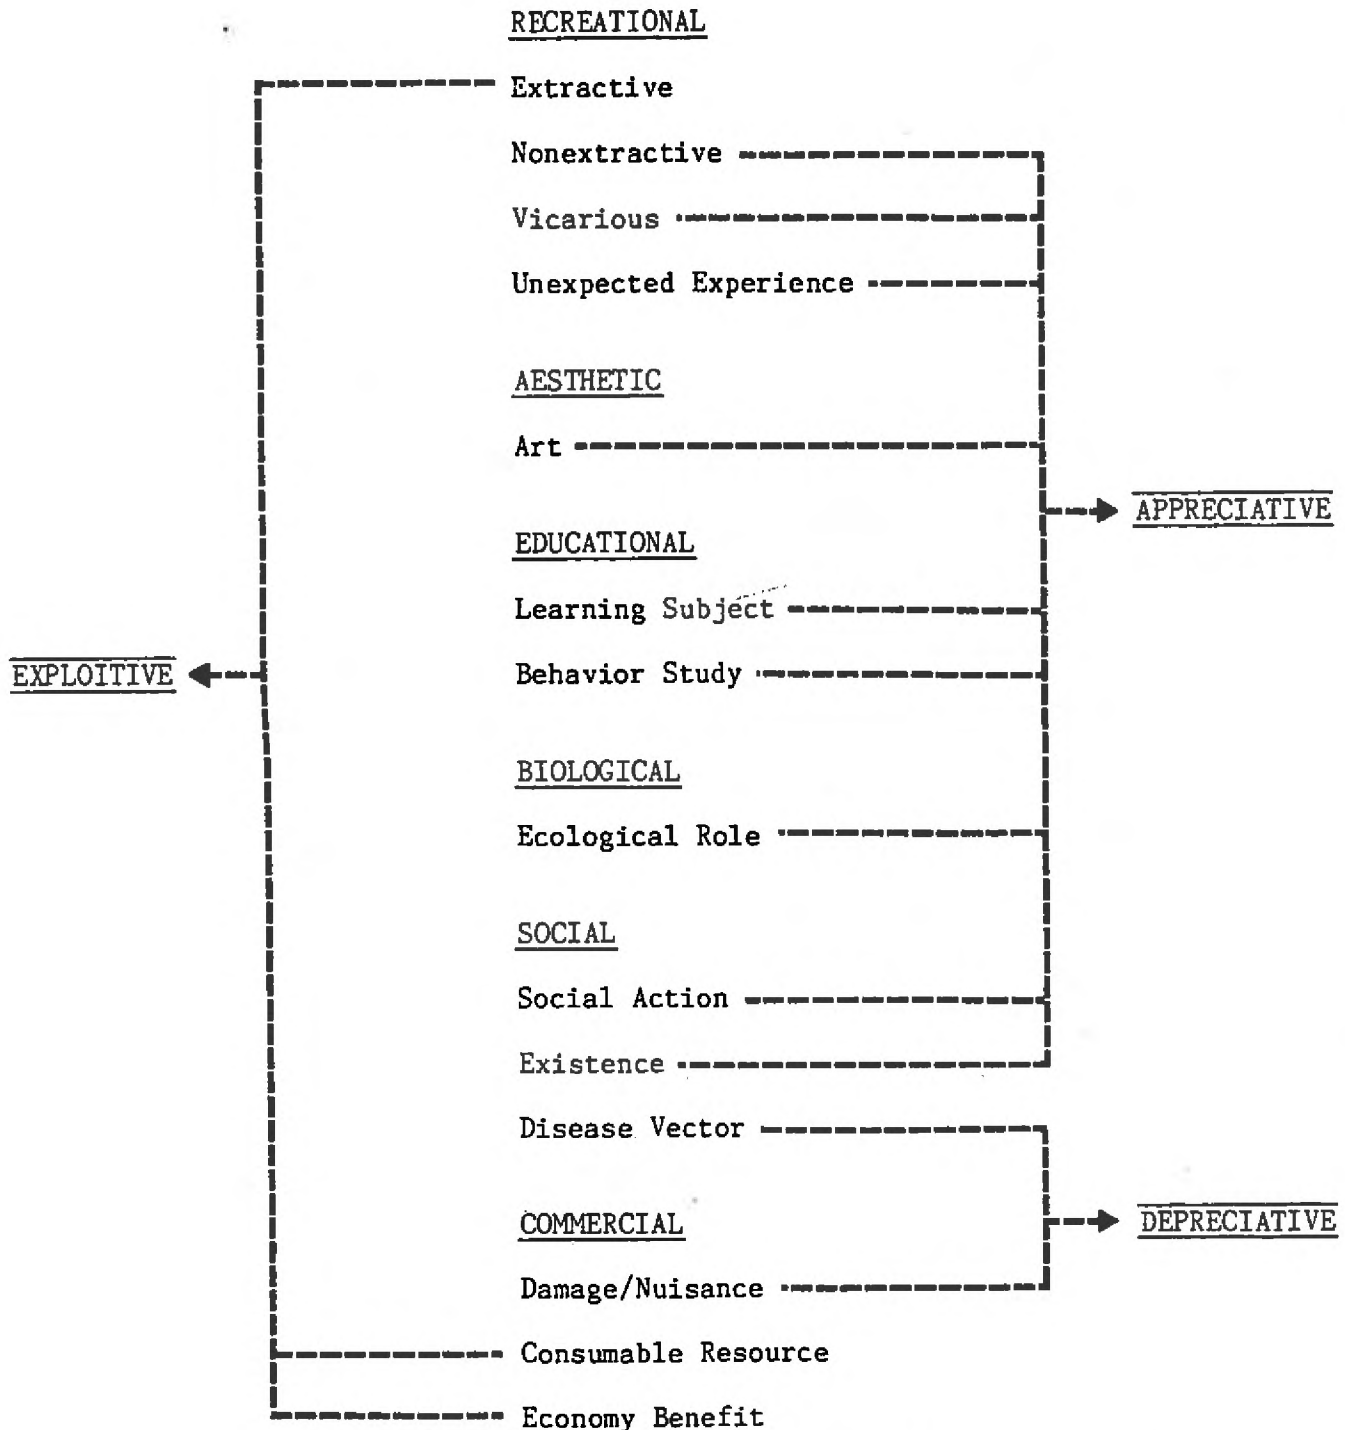 RECREATIONAL
Extractive
Nonextractive
Vicarious
Unexpected Experience
AESTHETIC
Art
APPRECIATIVE
EDUCATIONAL
Learning Subject
EXPLOITIVE
Behavior Study
BIOLOGICAL
Ecological Role
SOCIAL
Social Action
Existence
Disease Vector
COMMERCIAL
DEPRECIATIVE
Damage/Nuisance
Consumable Resource
Economy Benefit